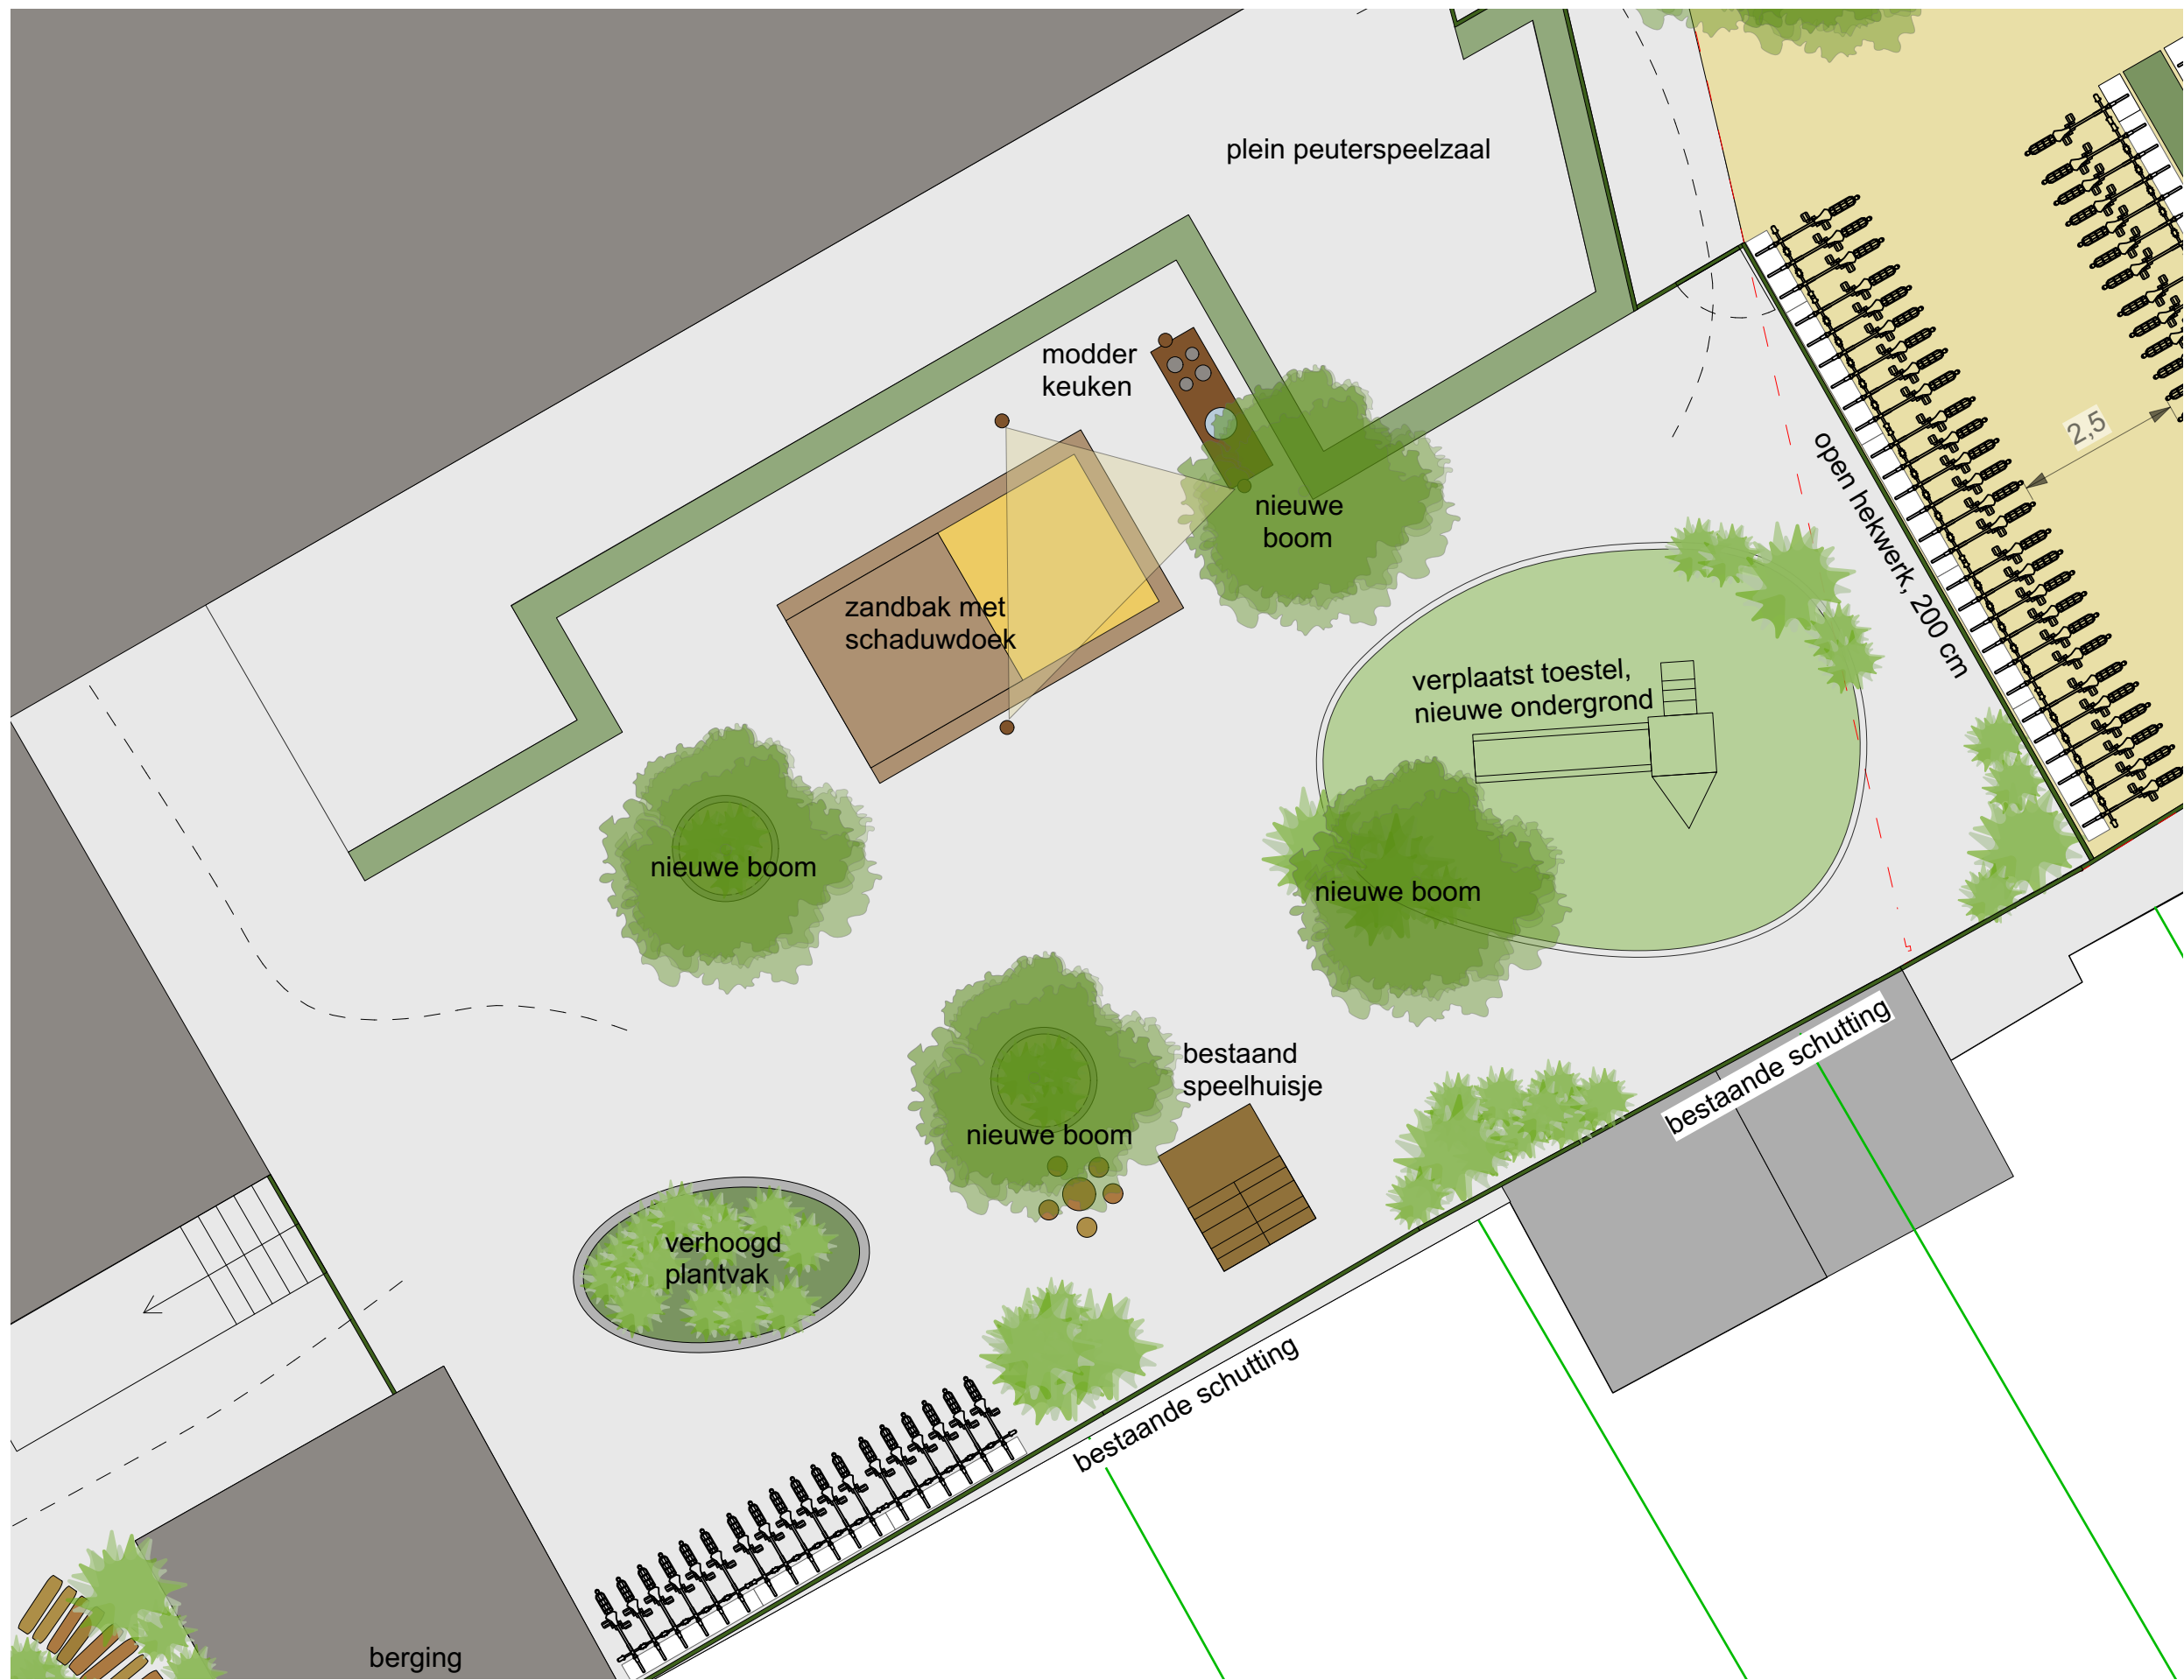 plein peuterspeelzaal
modder
keuken
2,5
open hekwerk, 200 cm
nieuwe
boom
zandbak met
schaduwdoek
verplaatst toestel,
nieuwe ondergrond
nieuwe boom
nieuwe boom
bestaand
speelhuisje
bestaande schutting
nieuwe boom
verhoogd
plantvak
bestaande schutting
berging